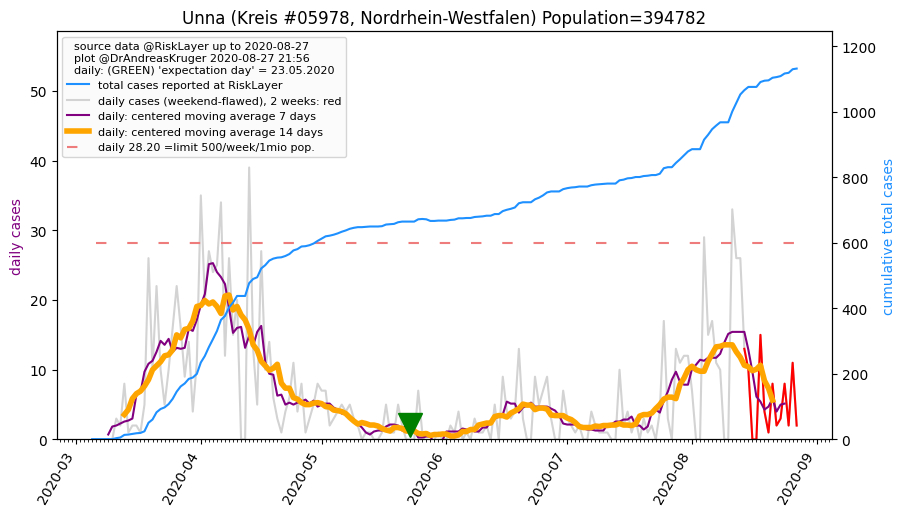 Unna (Kreis #05978, Nordrhein-Westfalen) Population=394782
source data @RiskLayer up to 2020-08-27
plot @DrAndreasKruger 2020-08-27 21:56
daily: (GREEN) 'expectation day' = 23.05.2020
total cases reported at RiskLayer
daily cases (weekend-flawed), 2 weeks: red
daily: centered moving average 7 days
daily: centered moving average 14 days
daily 28.20 =limit 500/week/1mio pop.
daily cases
50
40
30
20
10
0
cumulative total cases
1200
1000
800
600
400
200
0
2020-03
2020-04
2020-05
2020-06
2020-07
2020-08
2020-09